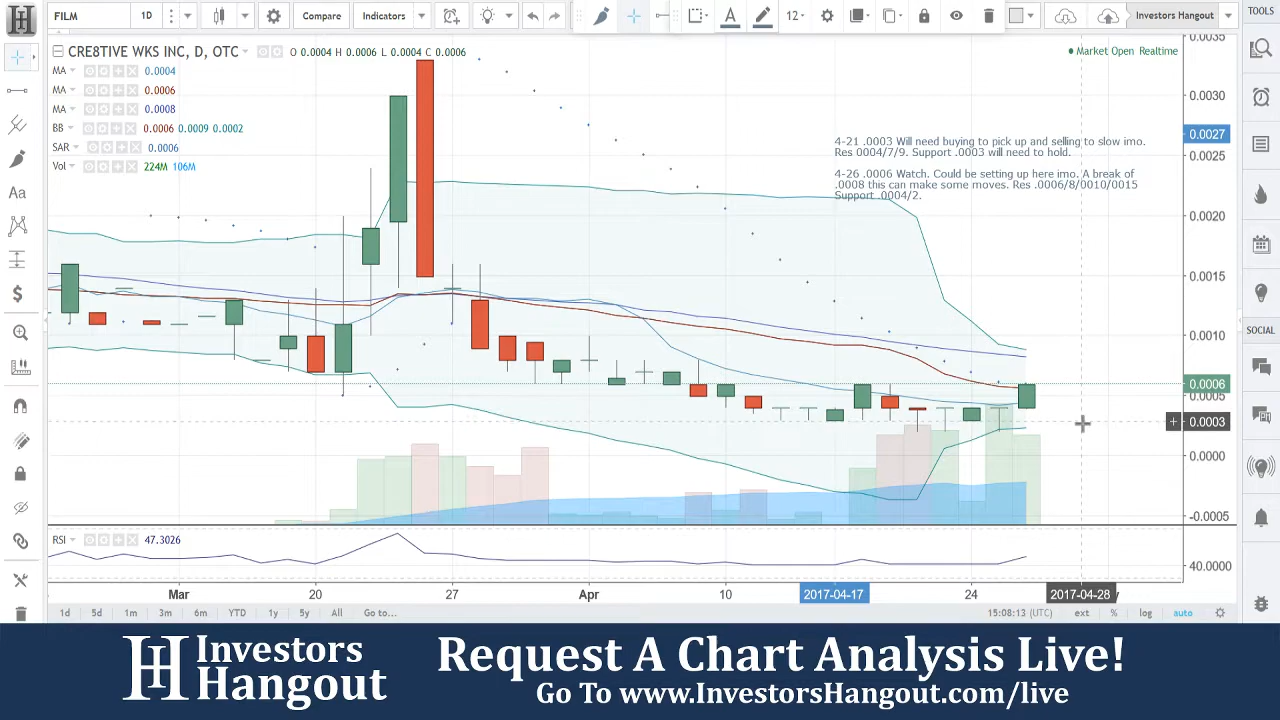 FILM 1D Compare Indicators 12 Investors Hangout TOOLS
CRE8TIVE WKS INC, D, OTC O 0.0004 H 0.0006 L 0.0004 C 0.0006
Market Open Realtime
MA 0.0004
MA 0.0006
MA 0.0008
BB 0.0006 0.0009 0.0002
SAR 0.0006
Vol 224M 106M
4-21 .0003 Will need buying to pick up and selling to slow imo.
Res 0004/7/9. Support .0003 will need to hold.
4-26 .0006 Watch. Could be setting up here imo. A break of
.0008 this can make some moves. Res .0006/8/0010/0015
Support .0004/2.
0.0035
0.0030
0.0027
0.0025
0.0020
0.0015
0.0010
0.0006
0.0005
0.0003
0.0000
-0.0005
Aa
SOCIAL
RSI 47.3026
40.0000
Mar 20 27 Apr 10 2017-04-17 24 2017-04-28
1d 5d 1m 3m 6m YTD 1y 5y All Go to... 15:08:13 (UTC) ext % log auto
H Investors
Hangout
Request A Chart Analysis Live!
Go To www.InvestorsHangout.com/live